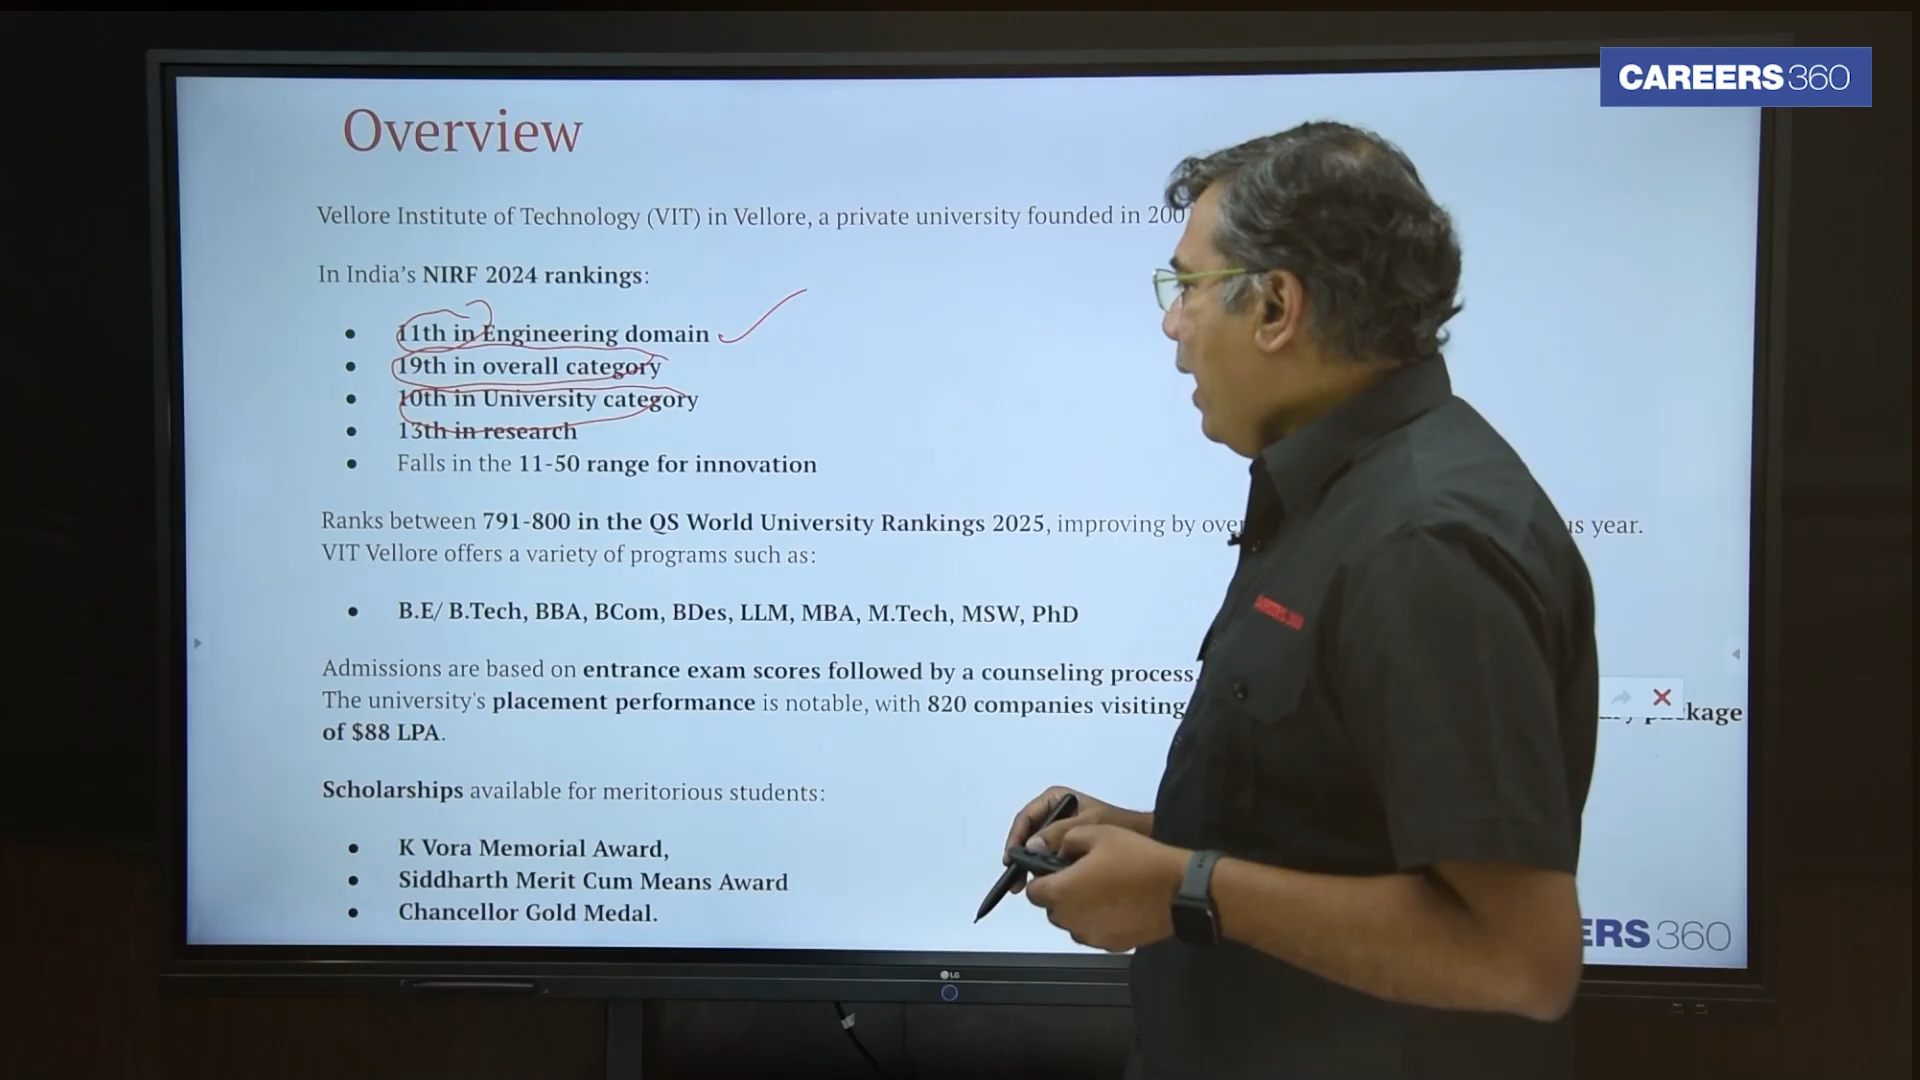 CAREERS360
Overview
Vellore Institute of Technology (VIT) in Vellore, a private university founded in 200
In India's NIRF 2024 rankings:
• 11th in Engineering domain
• 19th in overall category
• 10th in University category
• 13th in research
• Falls in the 11-50 range for innovation
Ranks between 791-800 in the QS World University Rankings 2025, improving by over year.
VIT Vellore offers a variety of programs such as:
• B.E/ B.Tech, BBA, BCom, BDes, LLM, MBA, M.Tech, MSW, PhD
Admissions are based on entrance exam scores followed by a counseling process.
The university's placement performance is notable, with 820 companies visiting package
of $88 LPA.
Scholarships available for meritorious students:
• K Vora Memorial Award,
• Siddharth Merit Cum Means Award
• Chancellor Gold Medal.
CAREERS 360
ERS360
LG